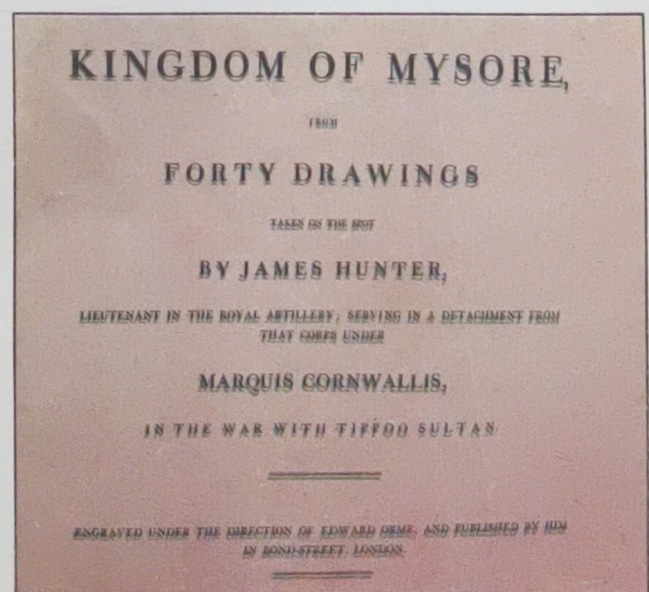 KINGDOM OF MYSORE,
FROM
FORTY DRAWINGS
TAKEN ON THE SPOT
BY JAMES HUNTER,
LIEUTENANT IN THE ROYAL ARTILLERY; SERVING IN A DETACHMENT FROM
THAT CORPS UNDER
MARQUIS CORNWALLIS,
IN THE WAR WITH TIPPOO SULTAN
ENGRAVED UNDER THE DIRECTION OF EDWARD ORME, AND PUBLISHED BY HIM
IN BOND-STREET, LONDON.